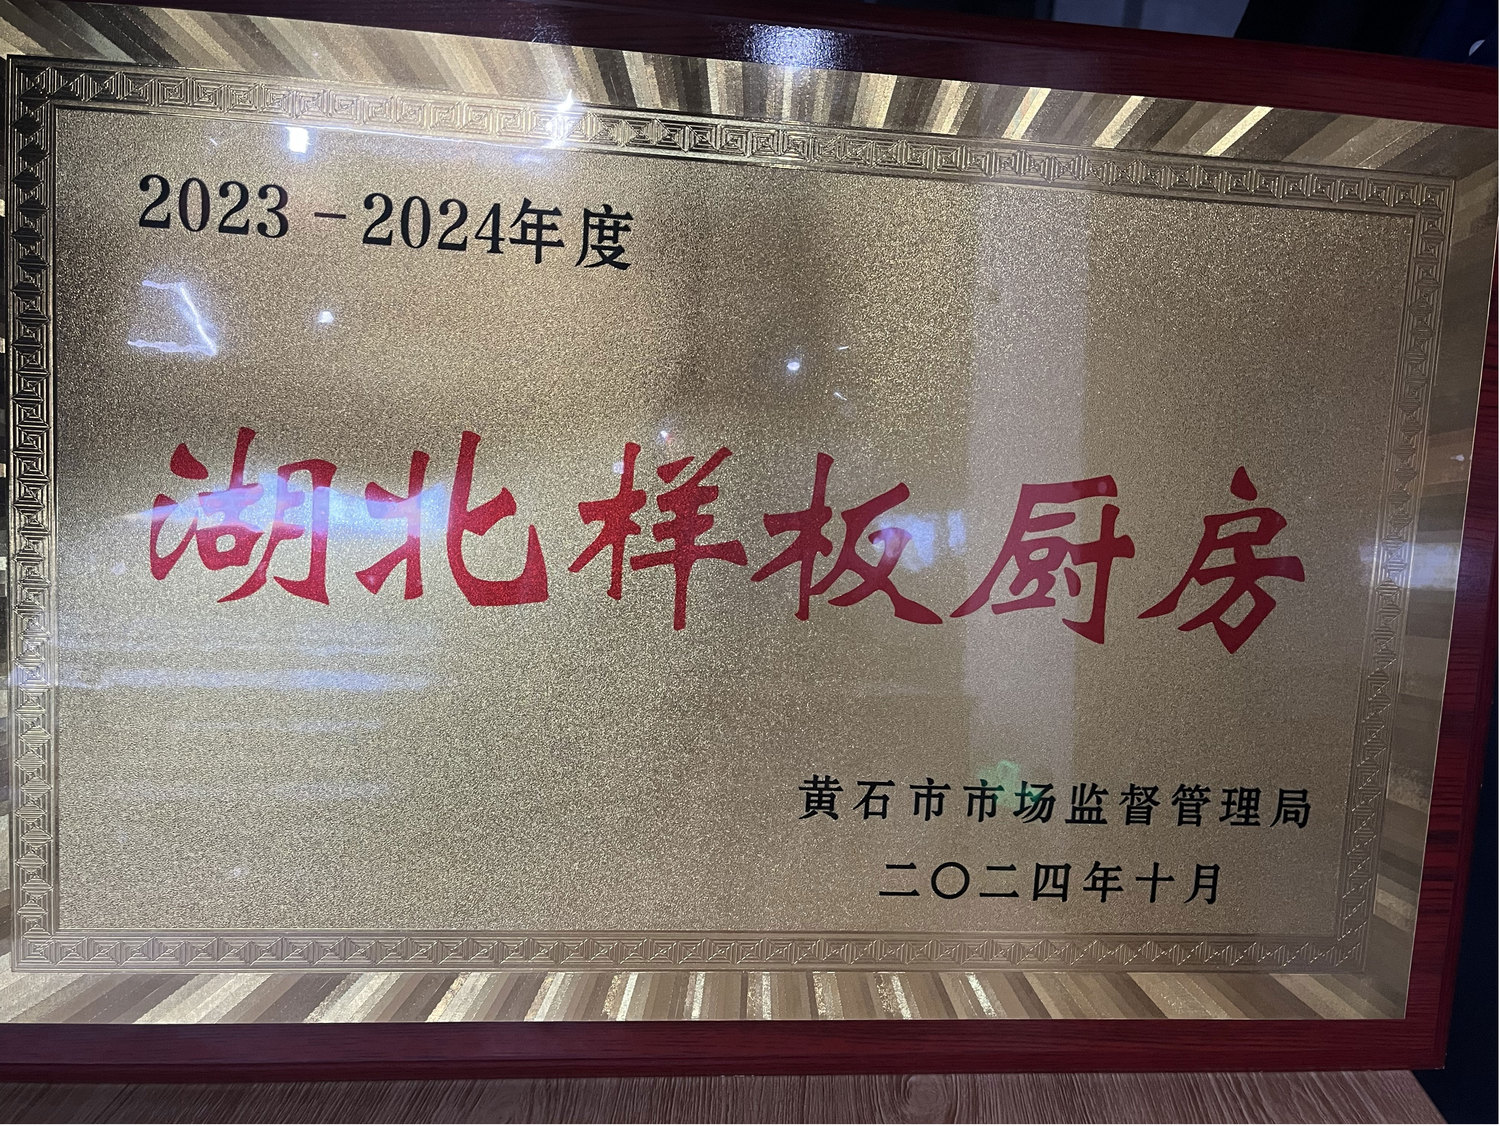 2023-2024年度
湖北样板厨房
黄石市市场监督管理局
二〇二四年十月